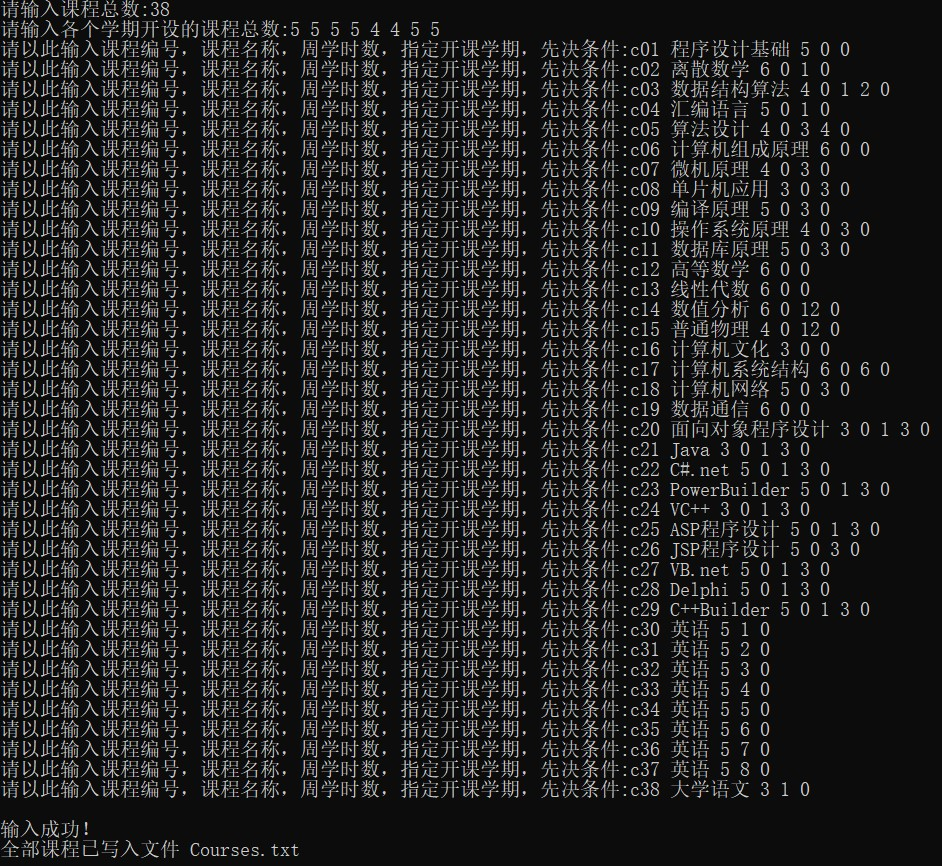 请输入课程总数:38
请输入各个学期开设的课程总数:5 5 5 5 4 4 5 5
请以此输入课程编号，课程名称，周学时数，指定开课学期，先决条件:c01 程序设计基础 5 0 0
请以此输入课程编号，课程名称，周学时数，指定开课学期，先决条件:c02 离散数学 6 0 1 0
请以此输入课程编号，课程名称，周学时数，指定开课学期，先决条件:c03 数据结构算法 4 0 1 2 0
请以此输入课程编号，课程名称，周学时数，指定开课学期，先决条件:c04 汇编语言 5 0 1 0
请以此输入课程编号，课程名称，周学时数，指定开课学期，先决条件:c05 算法设计 4 0 3 4 0
请以此输入课程编号，课程名称，周学时数，指定开课学期，先决条件:c06 计算机组成原理 6 0 0
请以此输入课程编号，课程名称，周学时数，指定开课学期，先决条件:c07 微机原理 4 0 3 0
请以此输入课程编号，课程名称，周学时数，指定开课学期，先决条件:c08 单片机应用 3 0 3 0
请以此输入课程编号，课程名称，周学时数，指定开课学期，先决条件:c09 编译原理 5 0 3 0
请以此输入课程编号，课程名称，周学时数，指定开课学期，先决条件:c10 操作系统原理 4 0 3 0
请以此输入课程编号，课程名称，周学时数，指定开课学期，先决条件:c11 数据库原理 5 0 3 0
请以此输入课程编号，课程名称，周学时数，指定开课学期，先决条件:c12 高等数学 6 0 0
请以此输入课程编号，课程名称，周学时数，指定开课学期，先决条件:c13 线性代数 6 0 0
请以此输入课程编号，课程名称，周学时数，指定开课学期，先决条件:c14 数值分析 6 0 12 0
请以此输入课程编号，课程名称，周学时数，指定开课学期，先决条件:c15 普通物理 4 0 12 0
请以此输入课程编号，课程名称，周学时数，指定开课学期，先决条件:c16 计算机文化 3 0 0
请以此输入课程编号，课程名称，周学时数，指定开课学期，先决条件:c17 计算机系统结构 6 0 6 0
请以此输入课程编号，课程名称，周学时数，指定开课学期，先决条件:c18 计算机网络 5 0 3 0
请以此输入课程编号，课程名称，周学时数，指定开课学期，先决条件:c19 数据通信 6 0 0
请以此输入课程编号，课程名称，周学时数，指定开课学期，先决条件:c20 面向对象程序设计 3 0 1 3 0
请以此输入课程编号，课程名称，周学时数，指定开课学期，先决条件:c21 Java 3 0 1 3 0
请以此输入课程编号，课程名称，周学时数，指定开课学期，先决条件:c22 C#.net 5 0 1 3 0
请以此输入课程编号，课程名称，周学时数，指定开课学期，先决条件:c23 PowerBuilder 5 0 1 3 0
请以此输入课程编号，课程名称，周学时数，指定开课学期，先决条件:c24 VC++ 3 0 1 3 0
请以此输入课程编号，课程名称，周学时数，指定开课学期，先决条件:c25 ASP程序设计 5 0 1 3 0
请以此输入课程编号，课程名称，周学时数，指定开课学期，先决条件:c26 JSP程序设计 5 0 3 0
请以此输入课程编号，课程名称，周学时数，指定开课学期，先决条件:c27 VB.net 5 0 1 3 0
请以此输入课程编号，课程名称，周学时数，指定开课学期，先决条件:c28 Delphi 5 0 1 3 0
请以此输入课程编号，课程名称，周学时数，指定开课学期，先决条件:c29 C++Builder 5 0 1 3 0
请以此输入课程编号，课程名称，周学时数，指定开课学期，先决条件:c30 英语 5 1 0
请以此输入课程编号，课程名称，周学时数，指定开课学期，先决条件:c31 英语 5 2 0
请以此输入课程编号，课程名称，周学时数，指定开课学期，先决条件:c32 英语 5 3 0
请以此输入课程编号，课程名称，周学时数，指定开课学期，先决条件:c33 英语 5 4 0
请以此输入课程编号，课程名称，周学时数，指定开课学期，先决条件:c34 英语 5 5 0
请以此输入课程编号，课程名称，周学时数，指定开课学期，先决条件:c35 英语 5 6 0
请以此输入课程编号，课程名称，周学时数，指定开课学期，先决条件:c36 英语 5 7 0
请以此输入课程编号，课程名称，周学时数，指定开课学期，先决条件:c37 英语 5 8 0
请以此输入课程编号，课程名称，周学时数，指定开课学期，先决条件:c38 大学语文 3 1 0
输入成功!
全部课程已写入文件 Courses.txt